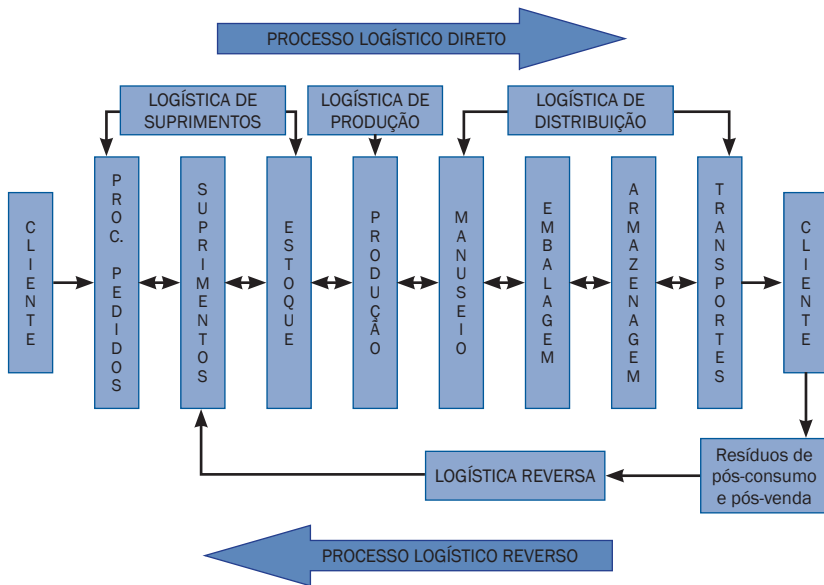 PROCESSO LOGÍSTICO DIRETO
LOGÍSTICA DE
SUPRIMENTOS
LOGÍSTICA DE
PRODUÇÃO
LOGÍSTICA DE
DISTRIBUIÇÃO
CLIENTE
PROC. PEDIDOS
SUPRIMENTOS
ESTOQUE
PRODUÇÃO
MANUSEIO
EMBALAGEM
ARMAZENAGEM
TRANSPORTES
CLIENTE
LOGÍSTICA REVERSA
Resíduos de
pós-consumo
e pós-venda
PROCESSO LOGÍSTICO REVERSO